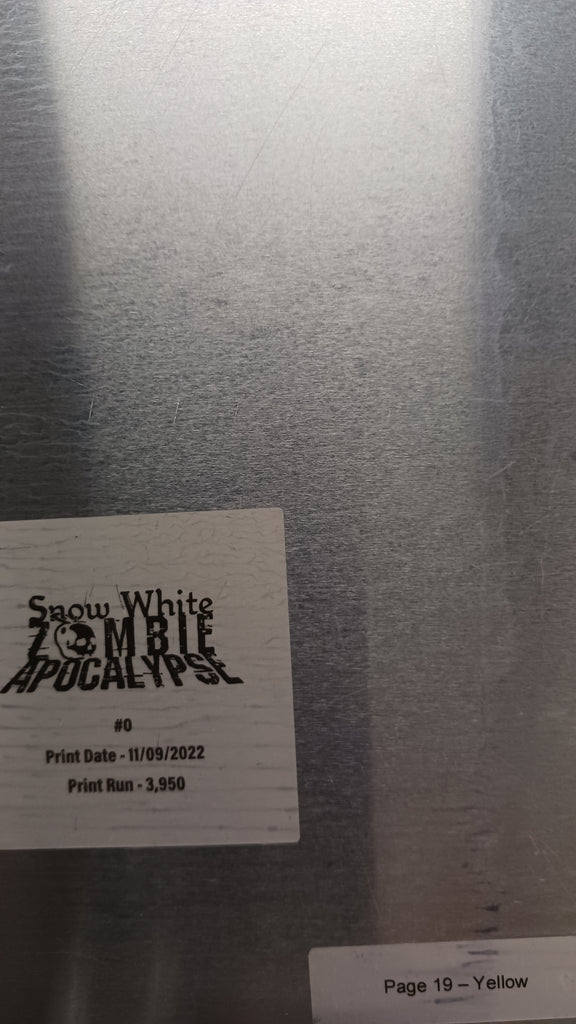 Snow White
ZOMBIE
APOCALYPSE
#0
Print Date - 11/09/2022
Print Run - 3,950
Page 19 – Yellow